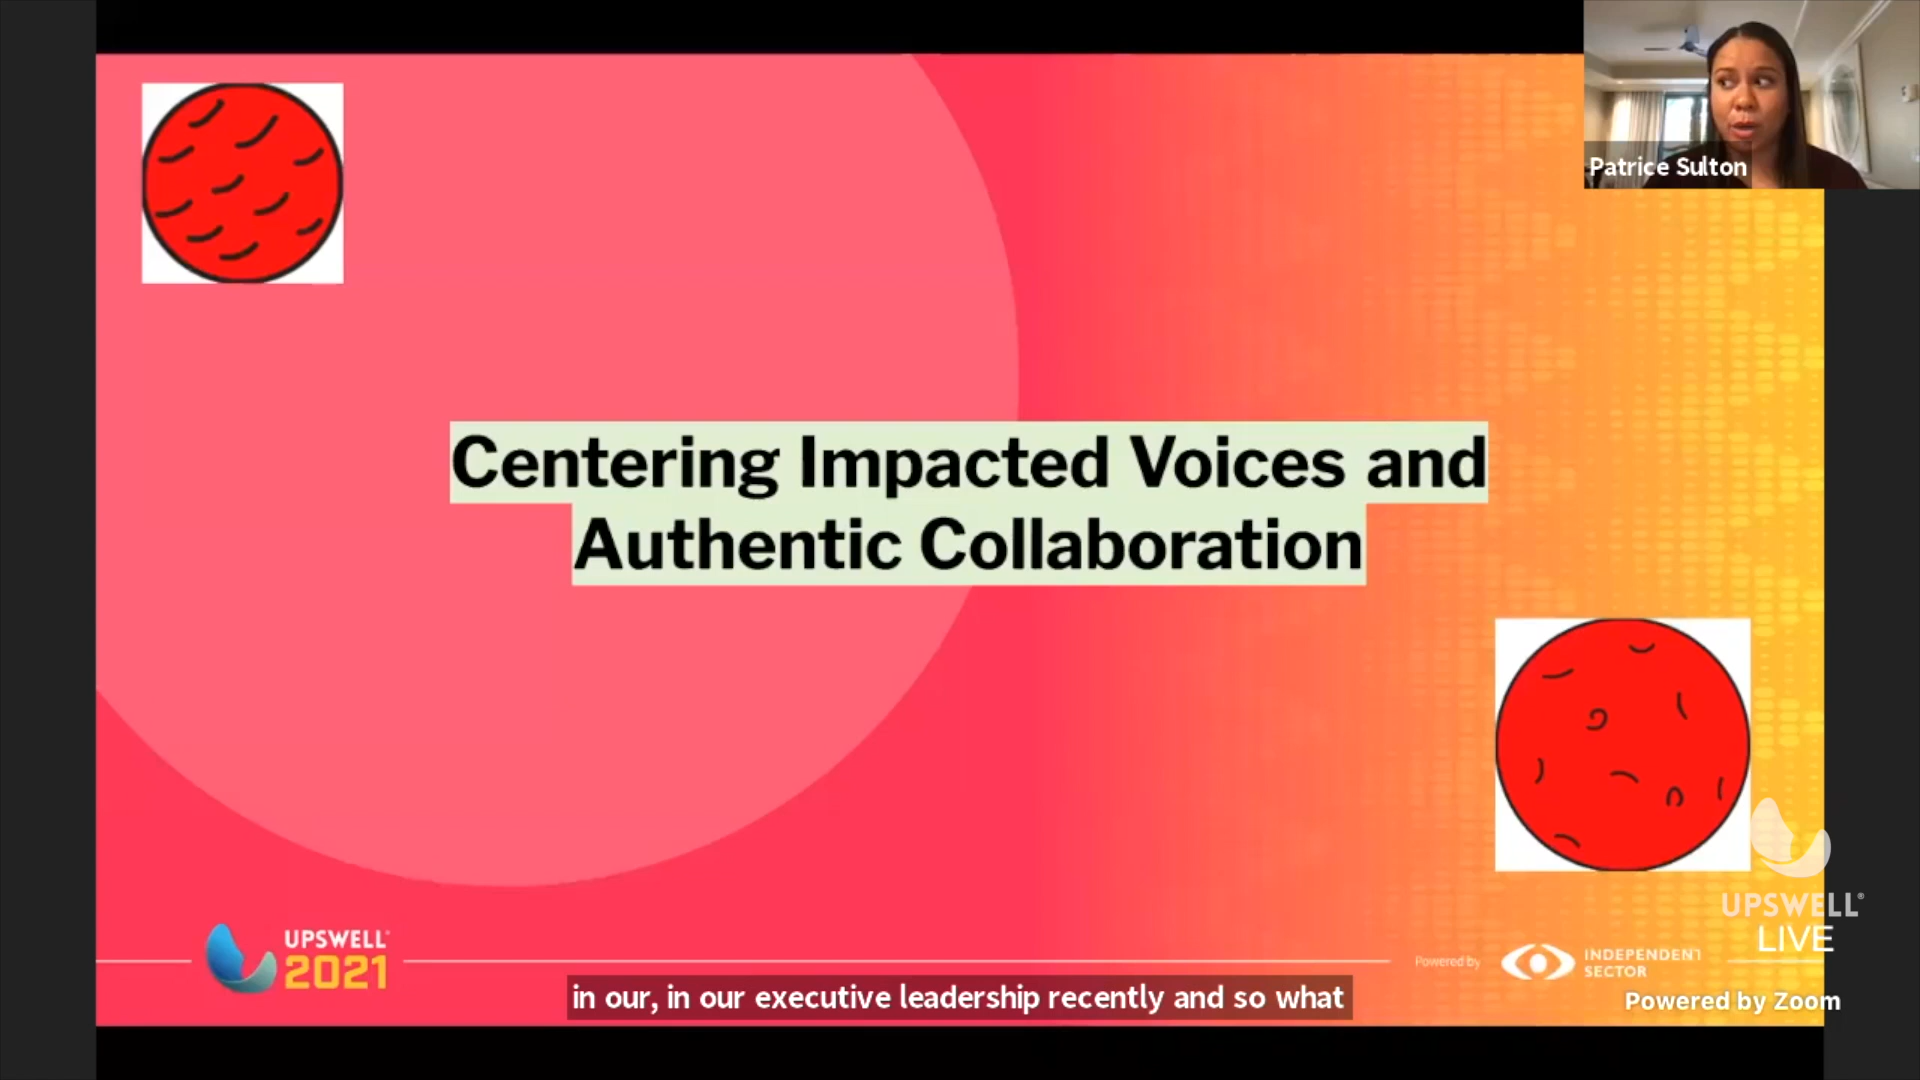 Patrice Sulton
Centering Impacted Voices and
Authentic Collaboration
UPSWELL®
LIVE
UPSWELL
2021
Powered by
INDEPENDENT
SECTOR
in our, in our executive leadership recently and so what
Powered by Zoom